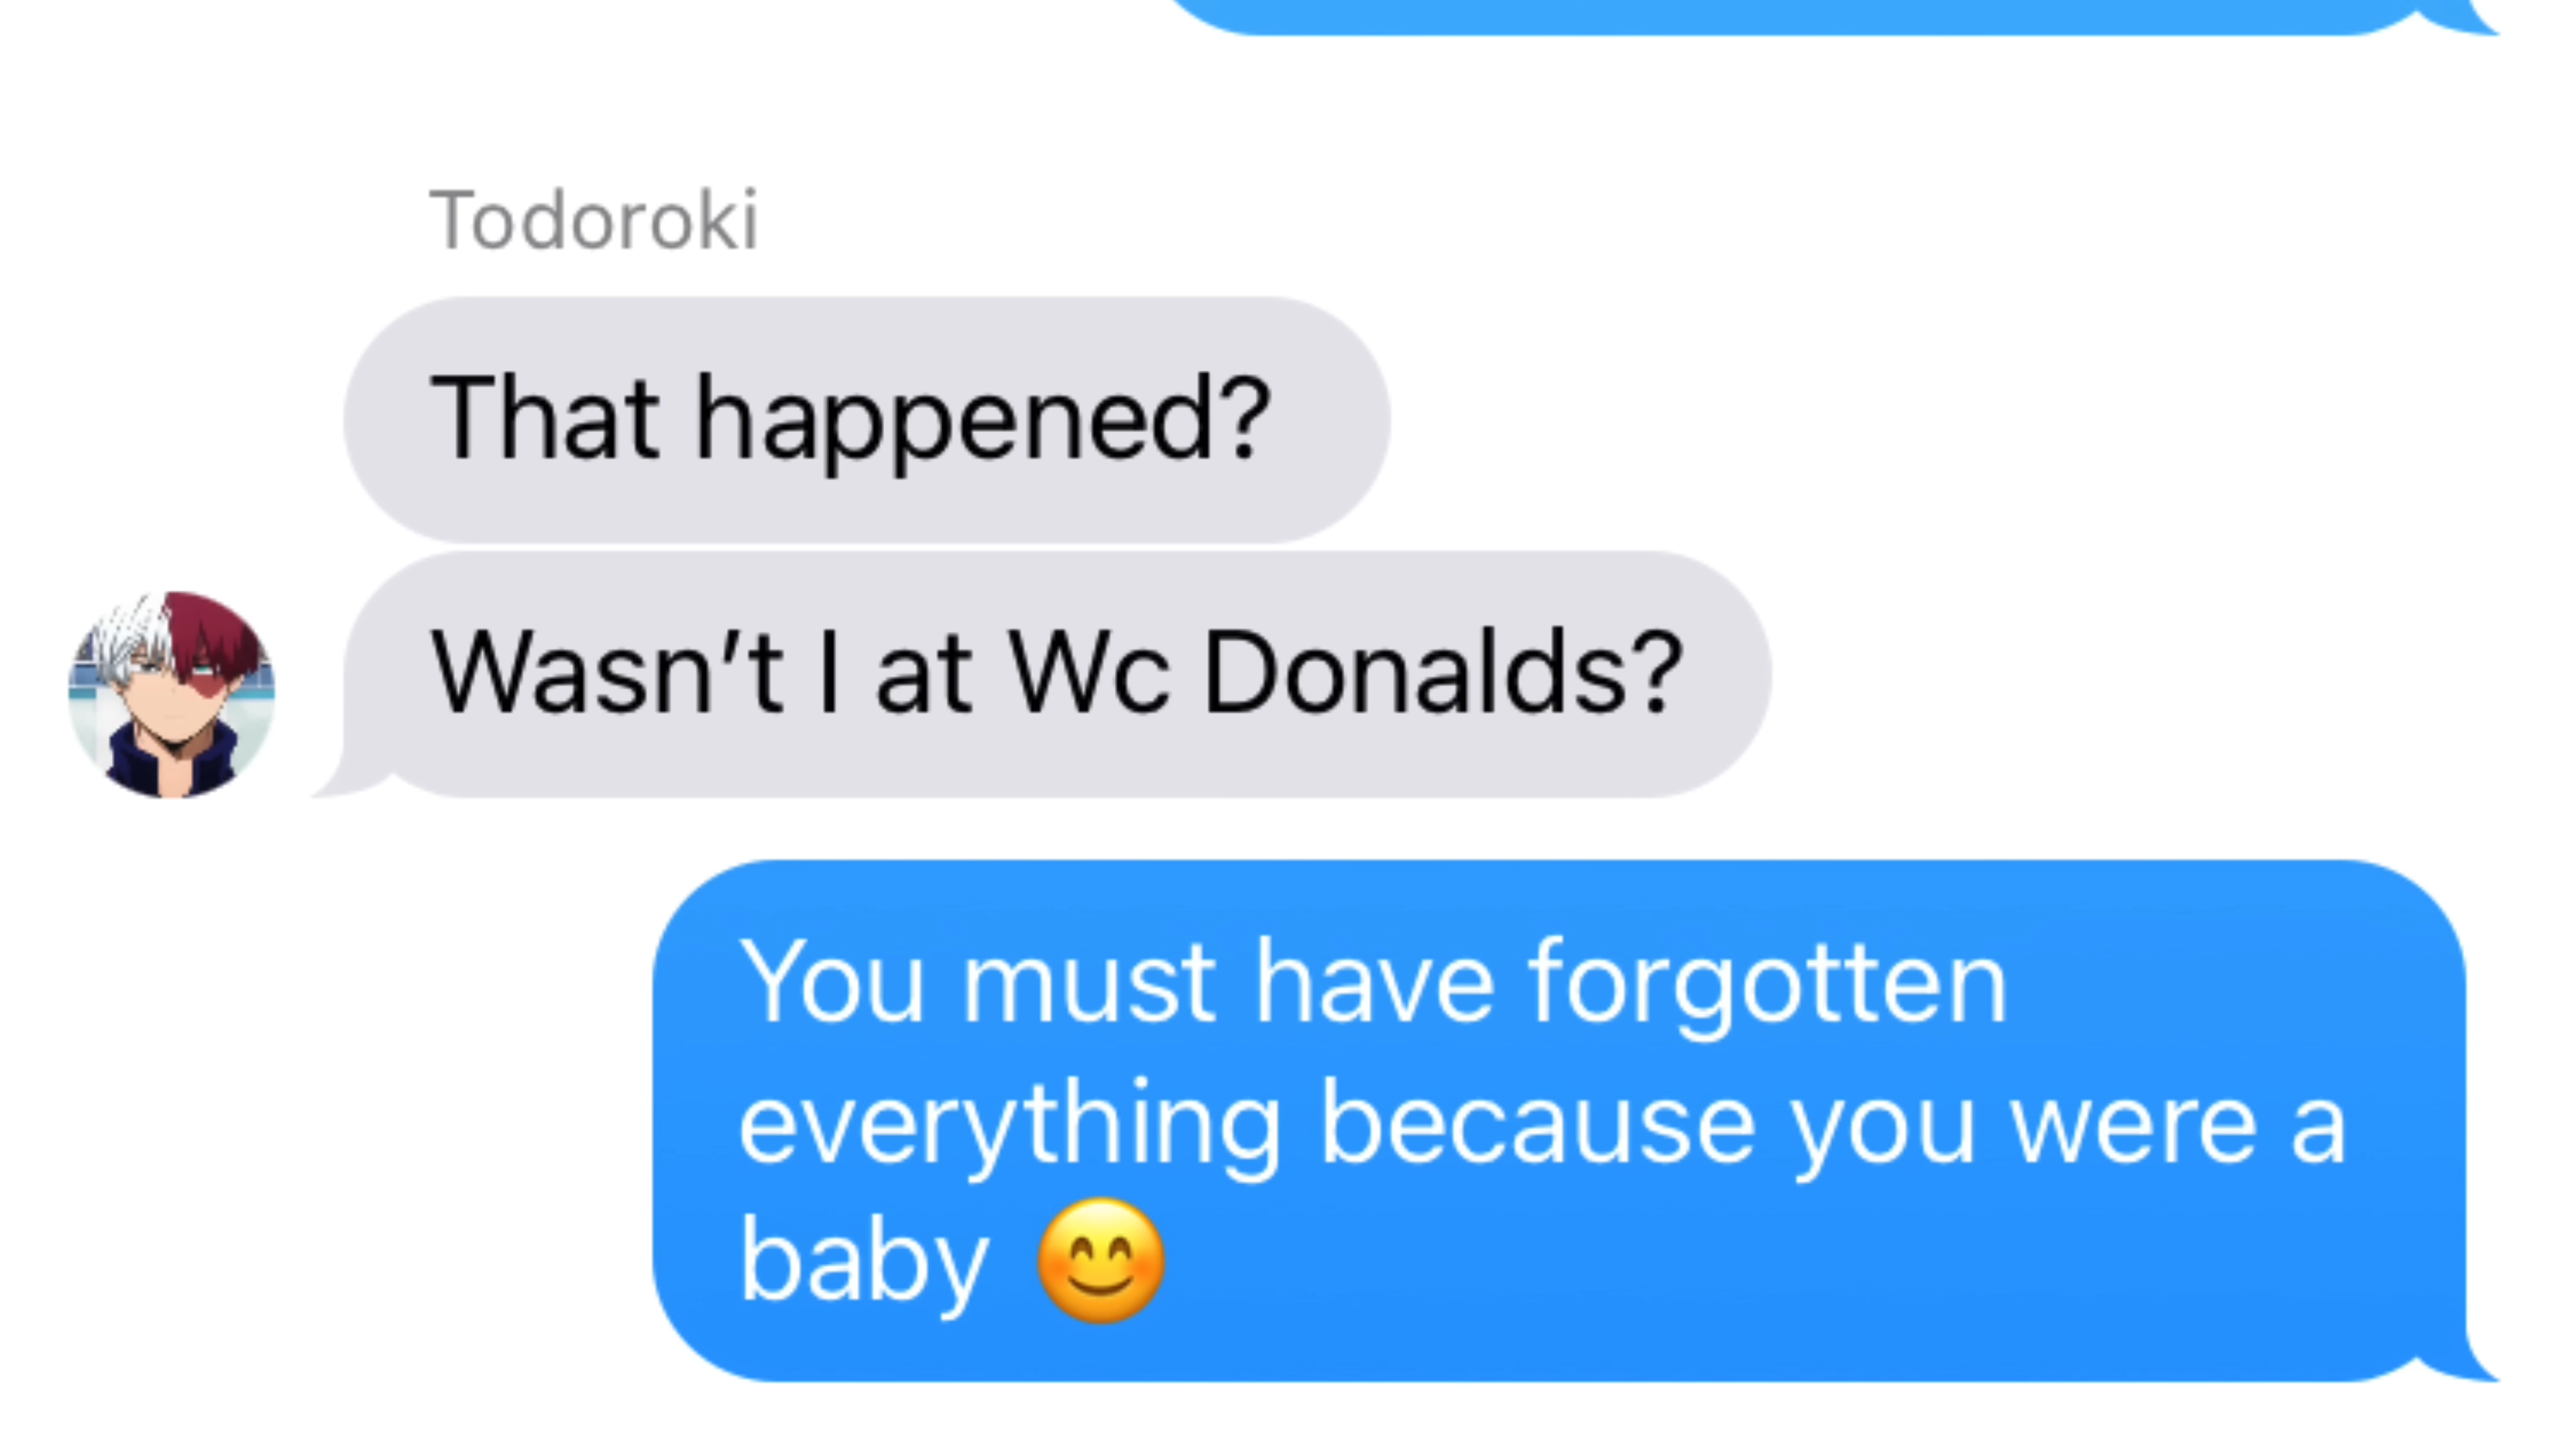 Todoroki
That happened?
Wasn't I at Wc Donalds?
You must have forgotten
everything because you were a
baby 😊